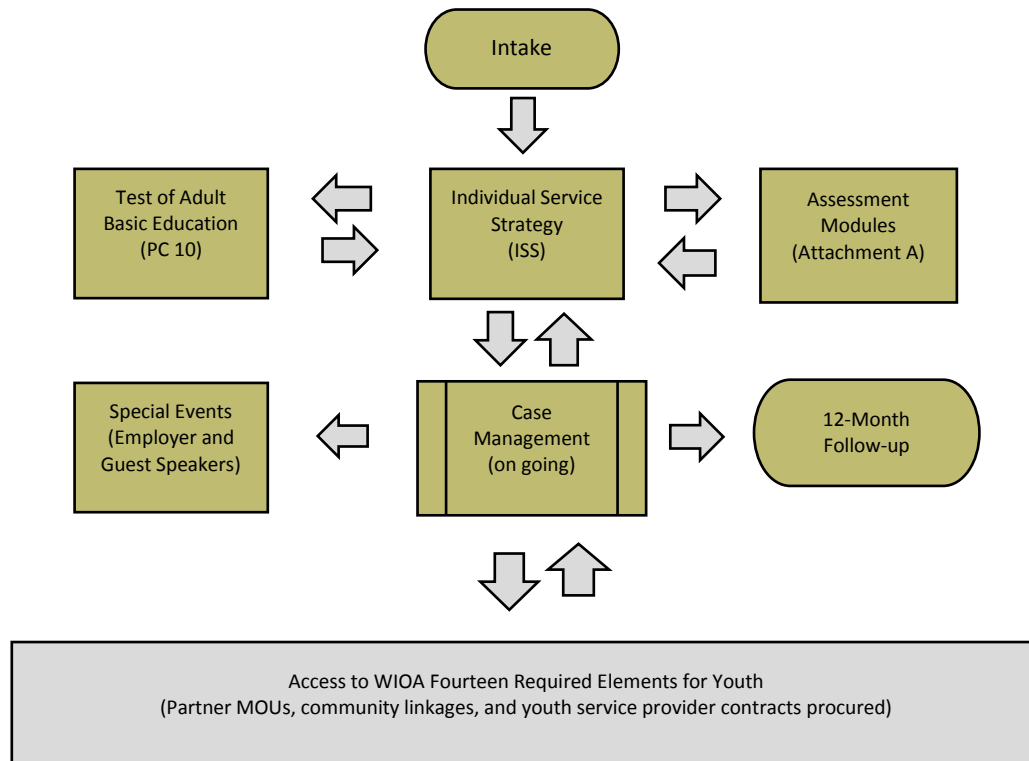 Intake
Test of Adult
Basic Education
(PC 10)
Individual Service
Strategy
(ISS)
Assessment
Modules
(Attachment A)
Special Events
(Employer and
Guest Speakers)
Case
Management
(on going)
12-Month
Follow-up
Access to WIOA Fourteen Required Elements for Youth
(Partner MOUs, community linkages, and youth service provider contracts procured)